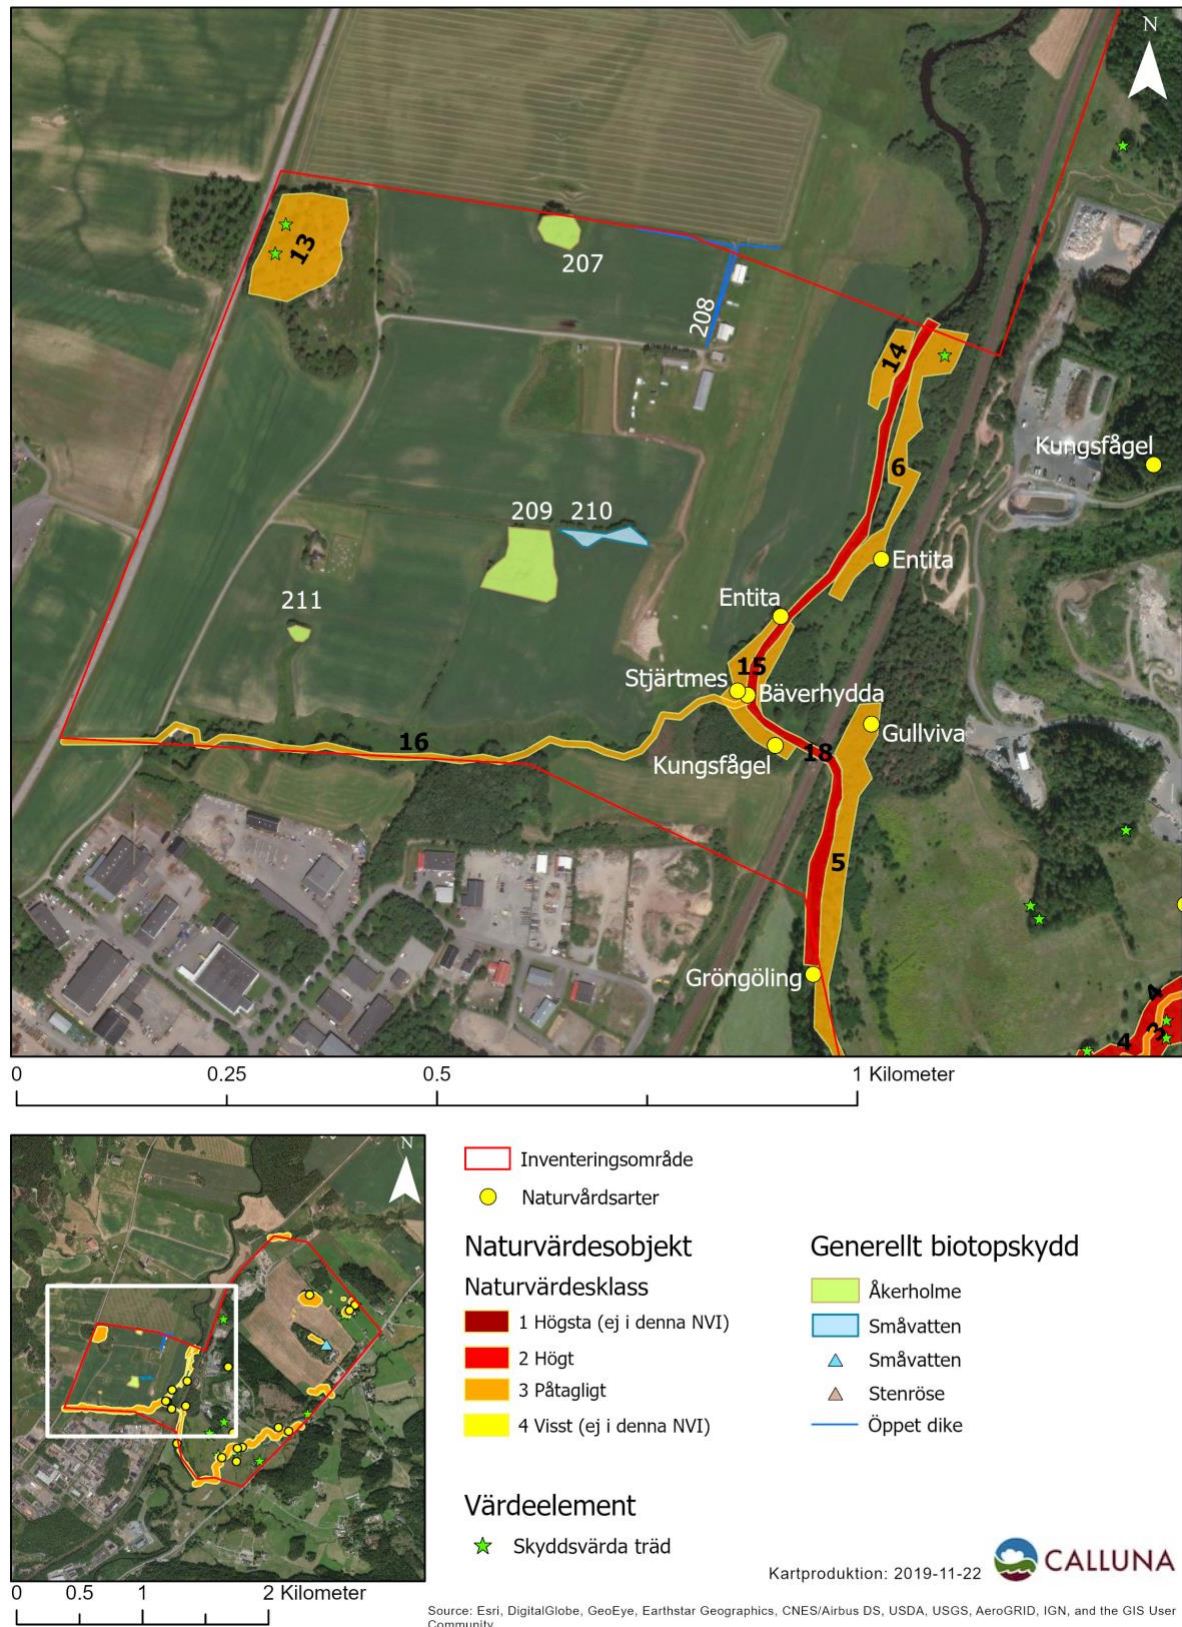 N
13
207
208
14
6
Kungsfågel
209 210
211
Entita
Entita
Stjärtmes
15
Bäverhydda
16
18
Gullviva
Kungsfågel
5
Gröngöling
4
3
4
0 0.25 0.5 1 Kilometer
N
0 0.5 1 2 Kilometer
Inventeringsområde
Naturvårdsarter
Naturvärdesobjekt
Naturvärdesklass
1 Högsta (ej i denna NVI)
2 Högt
3 Påtagligt
4 Visst (ej i denna NVI)
Värdeelement
Skyddsvärda träd
Generellt biotopskydd
Åkerholme
Småvatten
Småvatten
Stenröse
Öppet dike
Kartproduktion: 2019-11-22
CALLUNA
Source: Esri, DigitalGlobe, GeoEye, Earthstar Geographics, CNES/Airbus DS, USDA, USGS, AeroGRID, IGN, and the GIS User
Community